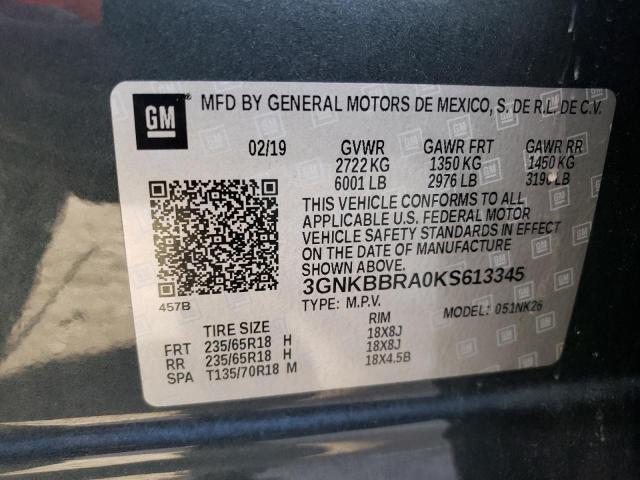 GM ® MFD BY GENERAL MOTORS DE MEXICO, S. DE R.L. DE C.V.
02/19 GVWR GAWR FRT GAWR RR
2722 KG 1350 KG 1450 KG
6001 LB 2976 LB LB
THIS VEHICLE CONFORMS TO ALL
APPLICABLE U.S. FEDERAL MOTOR
VEHICLE SAFETY STANDARDS IN EFFECT
ON THE DATE OF MANUFACTURE
SHOWN ABOVE.
3GNKBBRA0KS613345
457B TYPE: M.P.V. MODEL: 051NK26
TIRE SIZE RIM
FRT 235/65R18 H 18X8J
RR 235/65R18 H 18X8J
SPA T135/70R18 M 18X4.5B